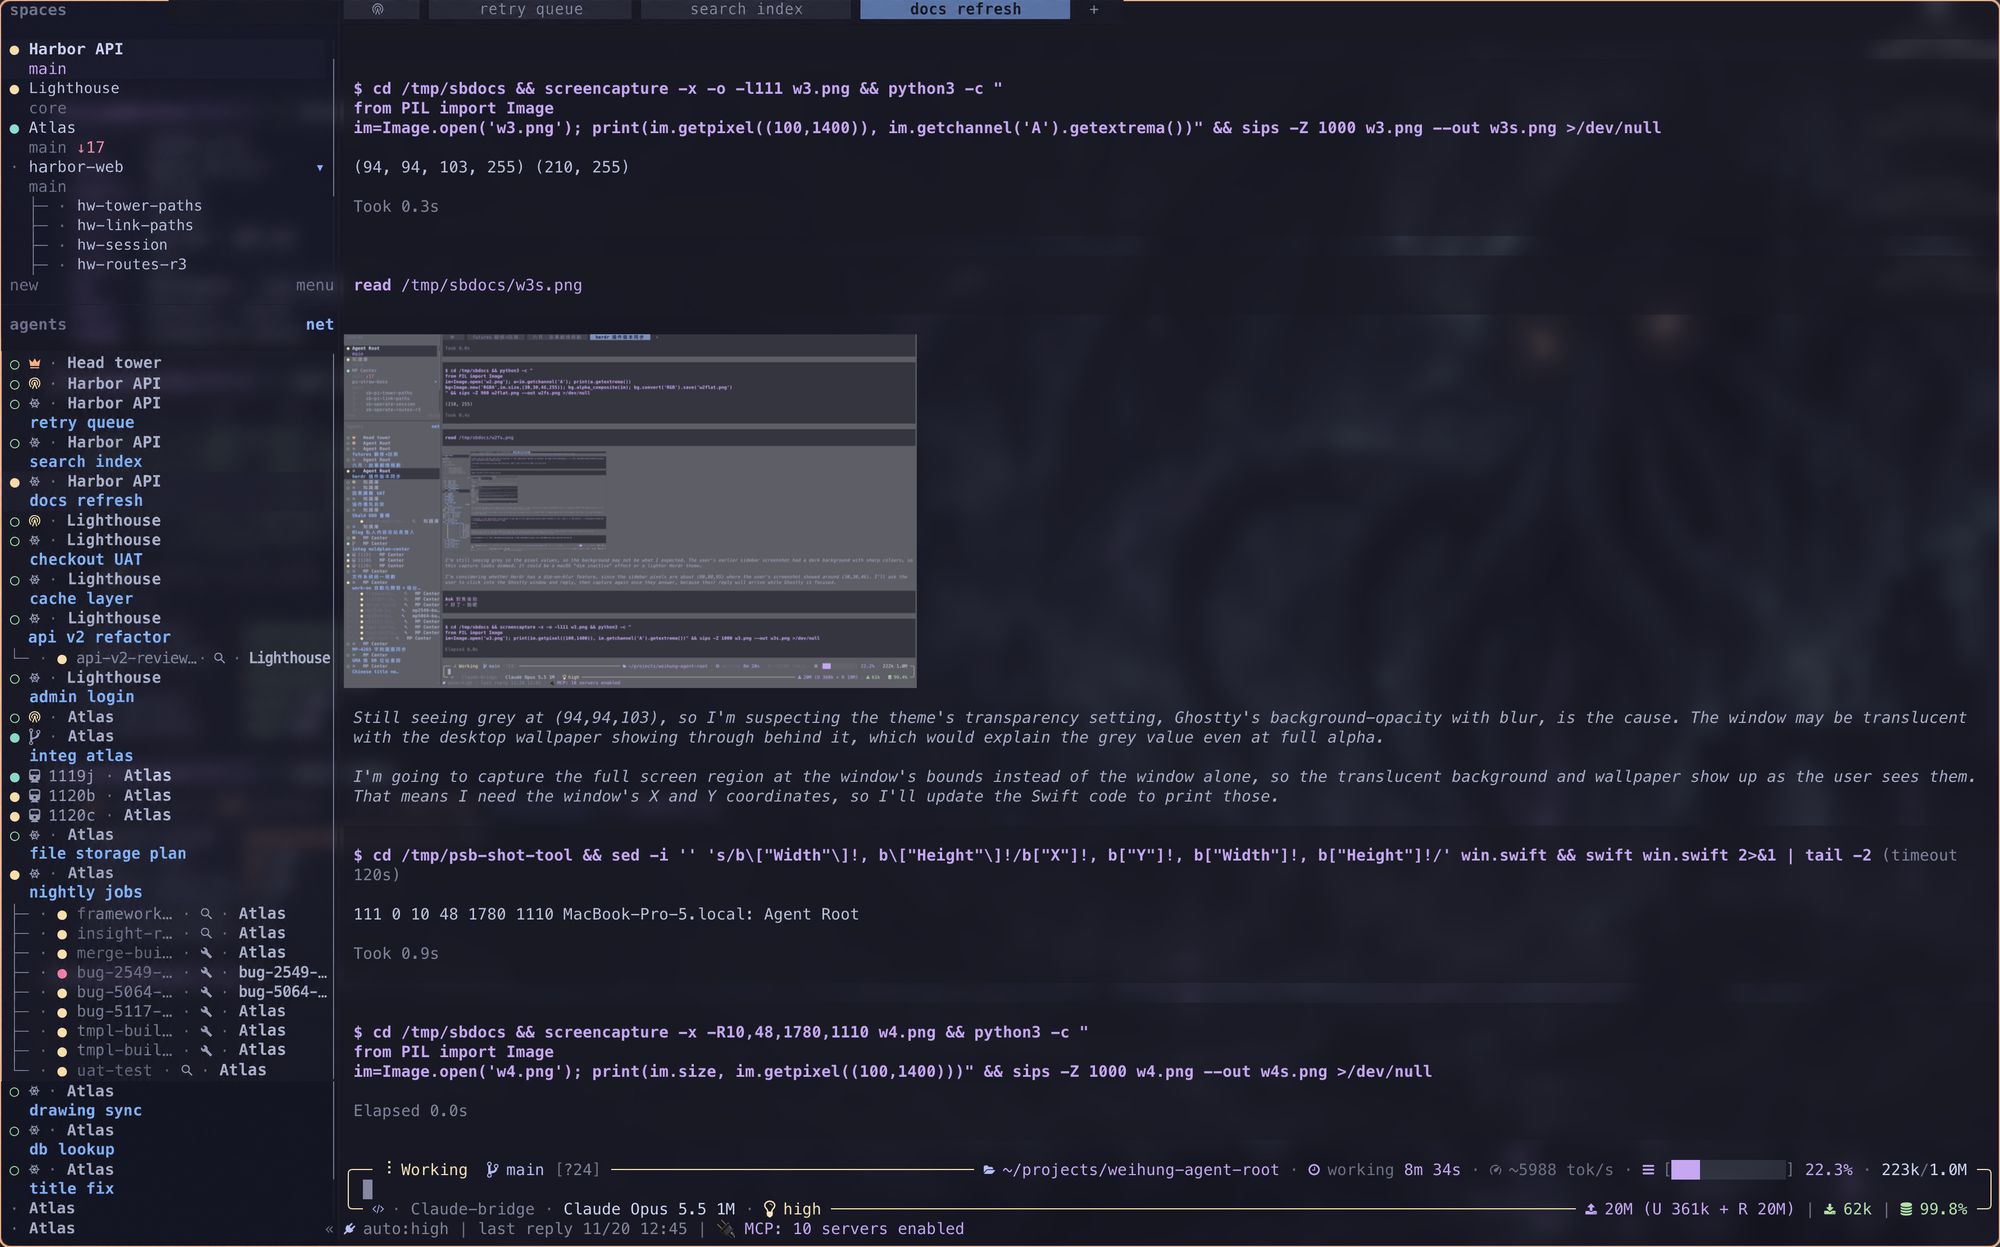 spaces
Harbor API
main
Lighthouse
core
Atlas
main ↓17
harbor-web ▼
main
├─ · hw-tower-paths
├─ · hw-link-paths
├─ · hw-session
├─ · hw-routes-r3
new menu
agents net
Head tower
· Harbor API
· Harbor API
retry queue
· Harbor API
search index
· Harbor API
docs refresh
· Lighthouse
· Lighthouse
checkout UAT
· Lighthouse
cache layer
· Lighthouse
api v2 refactor
└─ · api-v2-review… · · Lighthouse
· Lighthouse
admin login
· Atlas
· Atlas
integ atlas
1119j · Atlas
1120b · Atlas
1120c · Atlas
· Atlas
file storage plan
· Atlas
nightly jobs
├─ · framework… · · Atlas
├─ · insight-r… · · Atlas
├─ · merge-bui… · · Atlas
├─ · bug-2549-… · · bug-2549-…
├─ · bug-5064-… · · bug-5064-…
├─ · bug-5117-… · · Atlas
├─ · tmpl-buil… · · Atlas
├─ · tmpl-buil… · · Atlas
└─ · uat-test · · Atlas
· Atlas
drawing sync
· Atlas
db lookup
· Atlas
title fix
· Atlas
· Atlas «
retry queue search index docs refresh +
$ cd /tmp/sbdocs && screencapture -x -o -l111 w3.png && python3 -c "
from PIL import Image
im=Image.open('w3.png'); print(im.getpixel((100,1400)), im.getchannel('A').getextrema())" && sips -Z 1000 w3.png --out w3s.png >/dev/null
(94, 94, 103, 255) (210, 255)
Took 0.3s
read /tmp/sbdocs/w3s.png
Still seeing grey at (94,94,103), so I'm suspecting the theme's transparency setting, Ghostty's background-opacity with blur, is the cause. The window may be translucent
with the desktop wallpaper showing through behind it, which would explain the grey value even at full alpha.
I'm going to capture the full screen region at the window's bounds instead of the window alone, so the translucent background and wallpaper show up as the user sees them.
That means I need the window's X and Y coordinates, so I'll update the Swift code to print those.
$ cd /tmp/psb-shot-tool && sed -i '' 's/b\["Width"\]!, b\["Height"\]!/b["X"]!, b["Y"]!, b["Width"]!, b["Height"]!/' win.swift && swift win.swift 2>&1 | tail -2 (timeout
120s)
111 0 10 48 1780 1110 MacBook-Pro-5.local: Agent Root
Took 0.9s
$ cd /tmp/sbdocs && screencapture -x -R10,48,1780,1110 w4.png && python3 -c "
from PIL import Image
im=Image.open('w4.png'); print(im.size, im.getpixel((100,1400)))" && sips -Z 1000 w4.png --out w4s.png >/dev/null
Elapsed 0.0s
Working main [?24] ~/projects/weihung-agent-root · working 8m 34s · ~5988 tok/s · [ ] 22.3% · 223k/1.0M
· Claude-bridge · Claude Opus 5.5 1M · high 20M (U 361k + R 20M) | 62k | 99.8%
auto:high | last reply 11/20 12:45 | MCP: 10 servers enabled